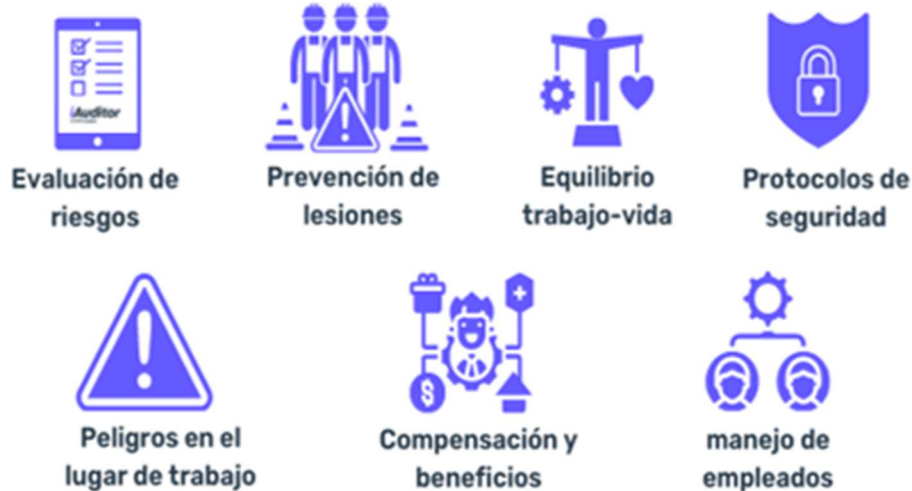 iAuditor
Evaluación de
riesgos
Prevención de
lesiones
Equilibrio
trabajo-vida
Protocolos de
seguridad
Peligros en el
lugar de trabajo
Compensación y
beneficios
manejo de
empleados